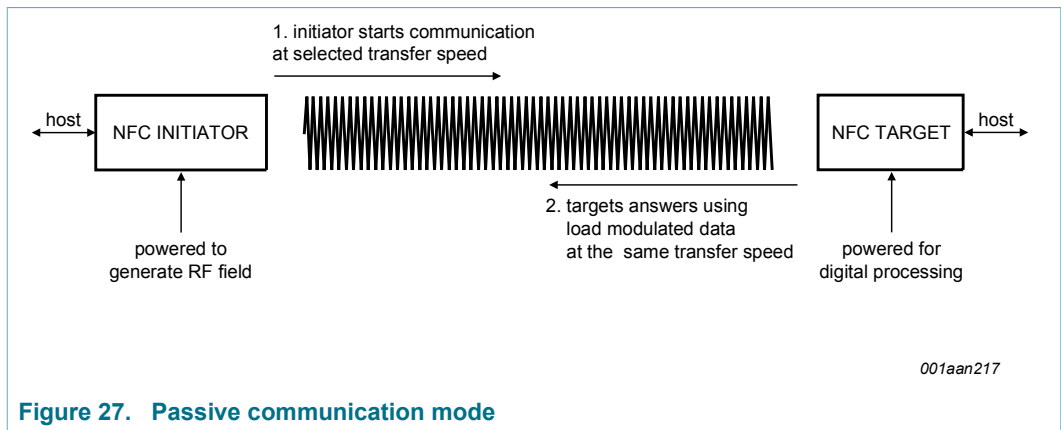 1. initiator starts communication
at selected transfer speed
host
NFC INITIATOR
NFC TARGET
host
2. targets answers using
load modulated data
at the same transfer speed
powered to
generate RF field
powered for
digital processing
001aan217
Figure 27. Passive communication mode